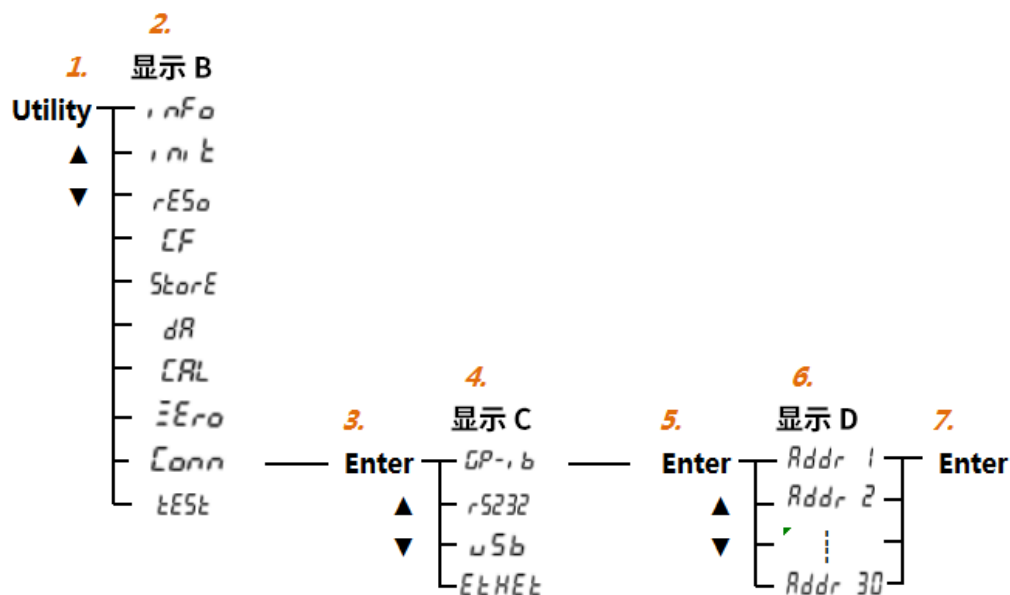 2.
1. 显示 B
Utility inFo
▲ init
▼ rESo
CF
StorE
dA
CAL
ZEro
Conn
tESt
3.
Enter
▲
▼
4.
显示 C
GP-ib
rS232
uSb
EtHEt
5.
Enter
▲
▼
6.
显示 D
Addr 1
Addr 2
Addr 30
7.
Enter